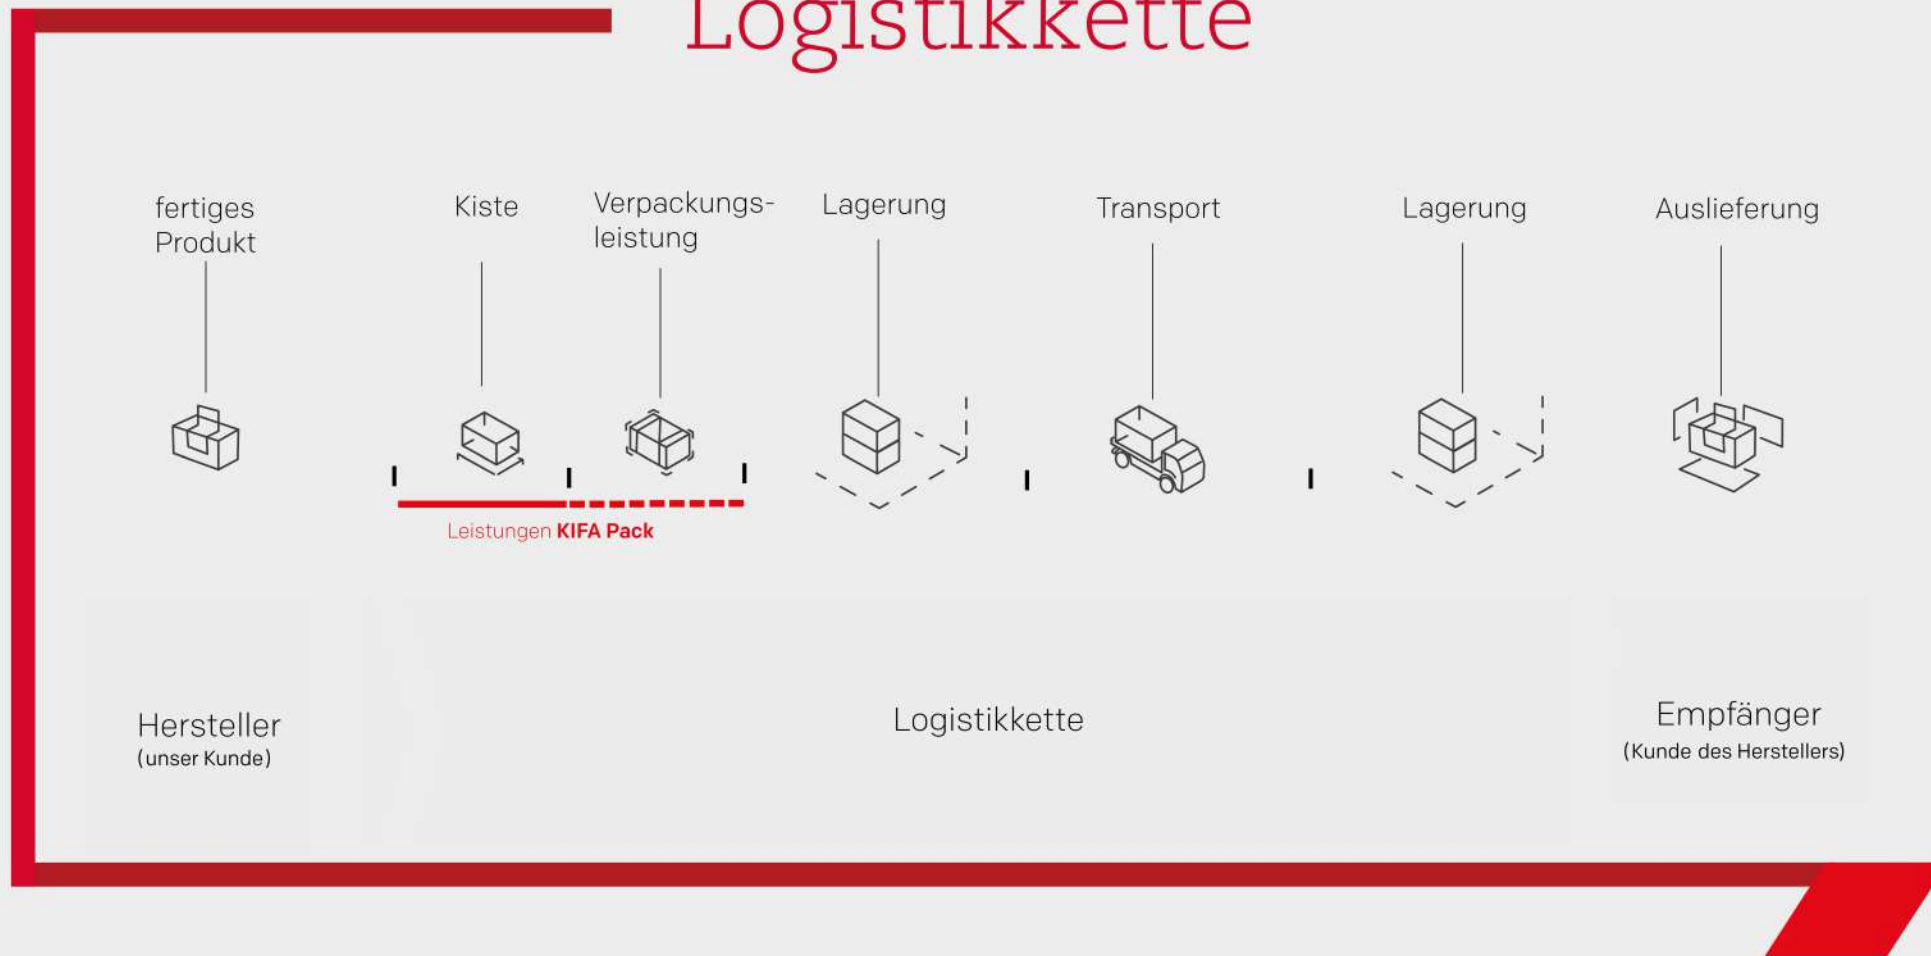 Logistikkette
fertiges
Produkt
Kiste
Verpackungs-
leistung
Lagerung
Transport
Lagerung
Auslieferung
Leistungen KIFA Pack
Hersteller
(unser Kunde)
Logistikkette
Empfänger
(Kunde des Herstellers)